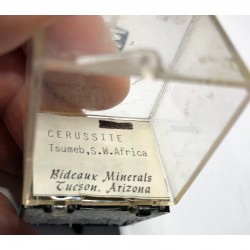 CERUSSITE
Tsumeb,S.W.Africa
Bideaux Minerals
Tucson, Arizona